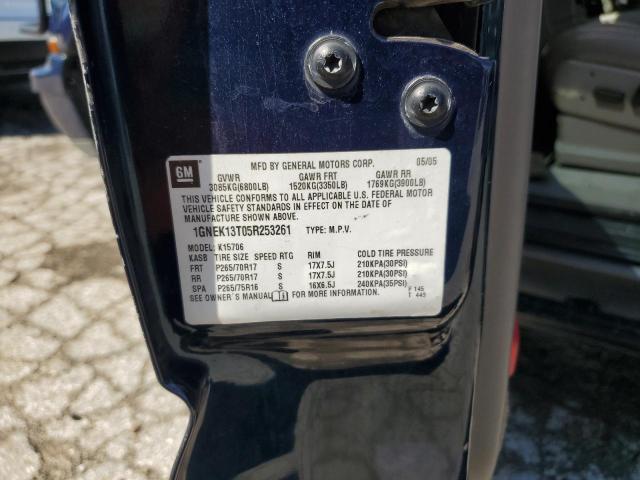 GM
MFD BY GENERAL MOTORS CORP. 05/05
GVWR GAWR FRT GAWR RR
3085KG(6800LB) 1520KG(3350LB) 1769KG(3900LB)
THIS VEHICLE CONFORMS TO ALL APPLICABLE U.S. FEDERAL MOTOR
VEHICLE SAFETY STANDARDS IN EFFECT ON THE DATE OF
MANUFACTURE SHOWN ABOVE.
1GNEK13T05R253261 TYPE: M.P.V.
MODEL: K15706
KASB TIRE SIZE SPEED RTG RIM COLD TIRE PRESSURE
FRT P265/70R17 S 17X7.5J 210KPA(30PSI)
RR P265/70R17 S 17X7.5J 210KPA(30PSI)
SPA P265/75R16 S 16X6.5J 240KPA(35PSI)
SEE OWNER'S MANUAL FOR MORE INFORMATION.
F 145
T 449